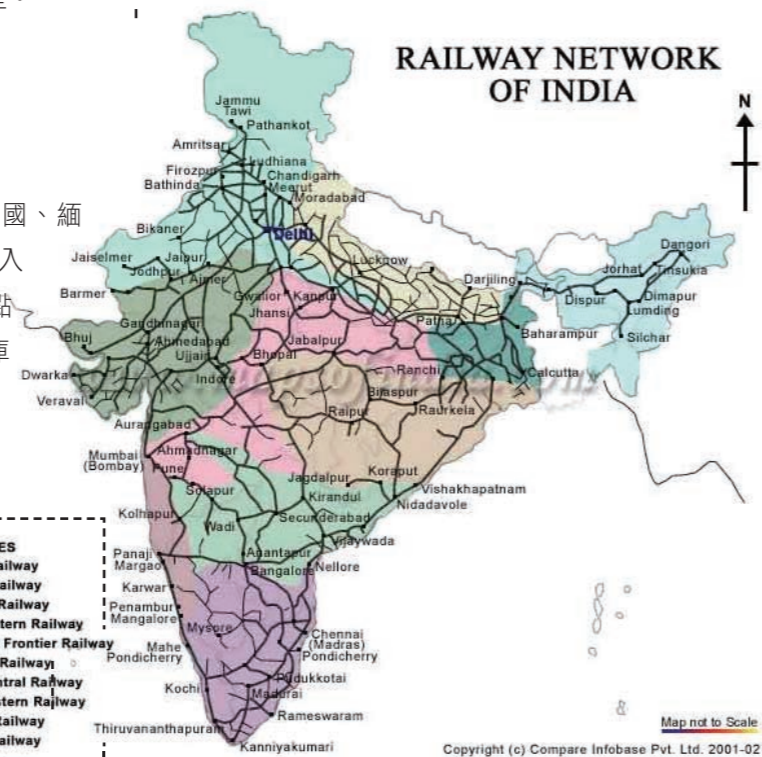 RAILWAY NETWORK
OF INDIA
N
國、緬
入
點
Jammu
Tawi
Pathankot
Amritsar
Ludhiana
Firozpur
Chandigarh
Bathinda
Meerut
Moradabad
Bikaner
Delhi
Jaiselmer
Jaipur
Lucknow
Jodhpur
Ajmer
Darjiling
Dangori
Jorhat
Tinsukia
Barmer
Gwalior
Kanpur
Dispur
Dimapur
Lumding
Jhansi
Gandhinagar
Patna
Baharampur
Silchar
Bhuj
Ahmedabad
Jabalpur
Ujjain
Bhopal
Ranchi
Calcutta
Dwarka
Indore
Bilaspur
Veraval
Raipur
Raurkela
Aurangabad
Mumbai
(Bombay)
Ahmadnagar
Pune
Jagdalpur
Koraput
Solapur
Kirandul
Vishakhapatnam
Kolhapur
Nidadavole
Wadi
Secunderabad
Vijaywada
Panaji
Anantapur
Margao
Bangalore
Nellore
Karwar
Penambur
Mangalore
Mysore
Chennai
(Madras)
Mahe
Pondicherry
Pondicherry
Kochi
Pudukkotai
Madurai
Rameswaram
Thiruvananthapuram
Kanniyakumari
ES
ailway
ailway
Railway
tern Railway
Frontier Railway
Railway
ntral Railway
stern Railway
Railway
ailway
Map not to Scale
Copyright (c) Compare Infobase Pvt. Ltd. 2001-02